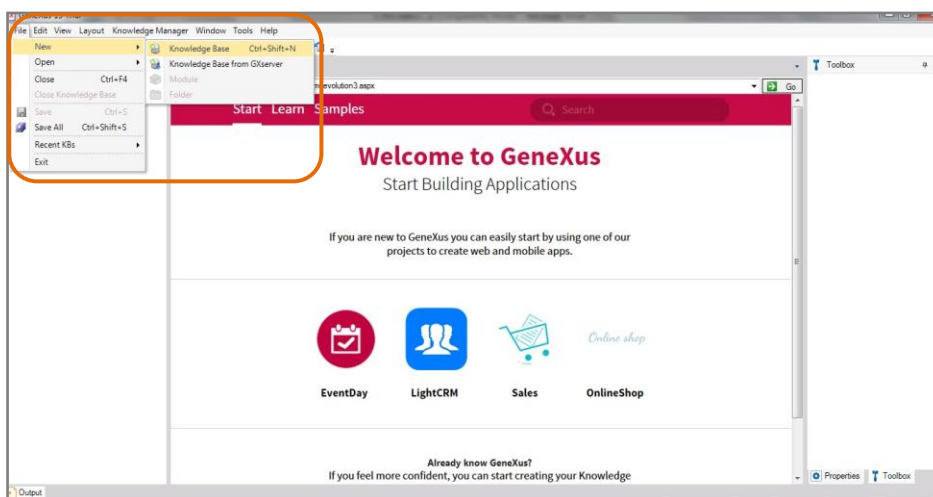 File Edit View Layout Knowledge Manager Window Tools Help
New
Open
Close Ctrl+F4
Close Knowledge Base
Save Ctrl+S
Save All Ctrl+Shift+S
Recent KBs
Exit
Knowledge Base Ctrl+Shift+N
Knowledge Base from GXserver
Module
Folder
evolution3.aspx
Go
Toolbox
Start Learn Samples
Search
Welcome to GeneXus
Start Building Applications
If you are new to GeneXus you can easily start by using one of our
projects to create web and mobile apps.
Online shop
EventDay LightCRM Sales OnlineShop
Already know GeneXus?
If you feel more confident, you can start creating your Knowledge
Properties Toolbox
Output